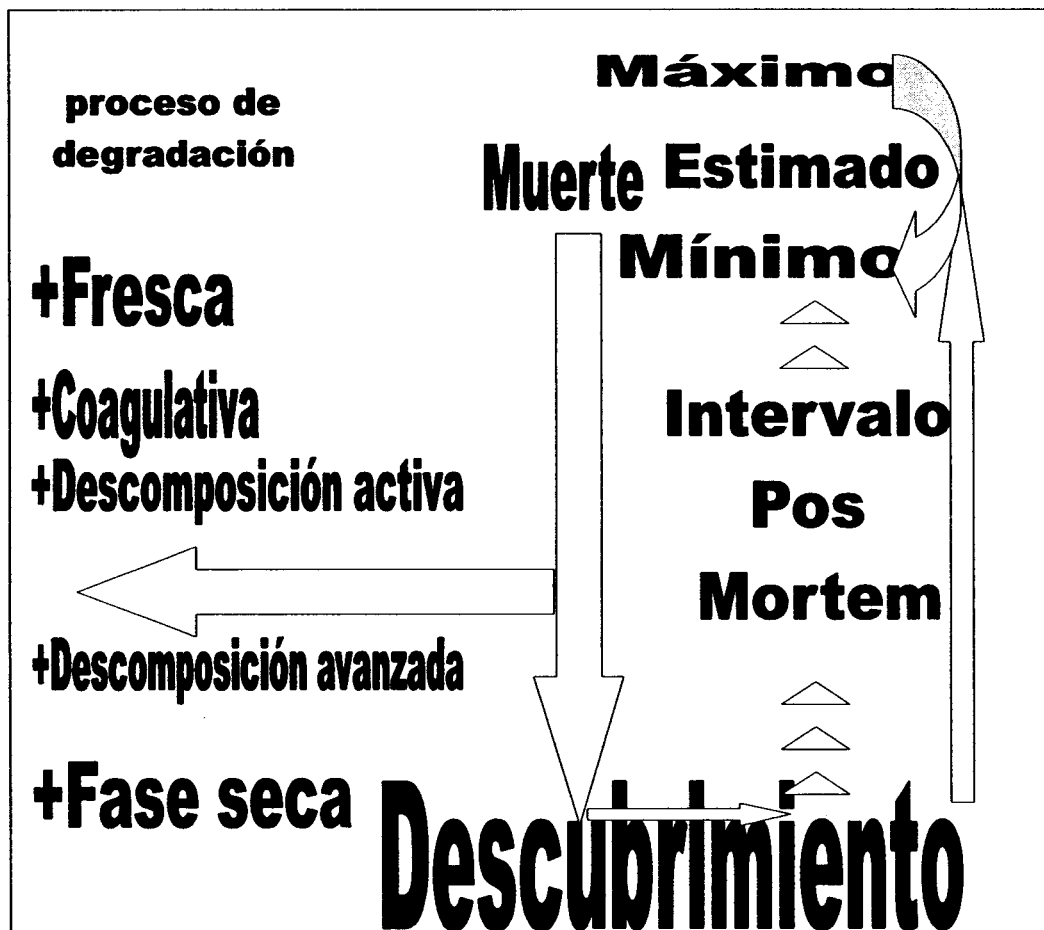 proceso de
degradación
+Fresca
+Coagulativa
+Descomposición activa
+Descomposición avanzada
+Fase seca
Muerte
Máximo
Estimado
Mínimo
Intervalo
Pos
Mortem
Descubrimiento